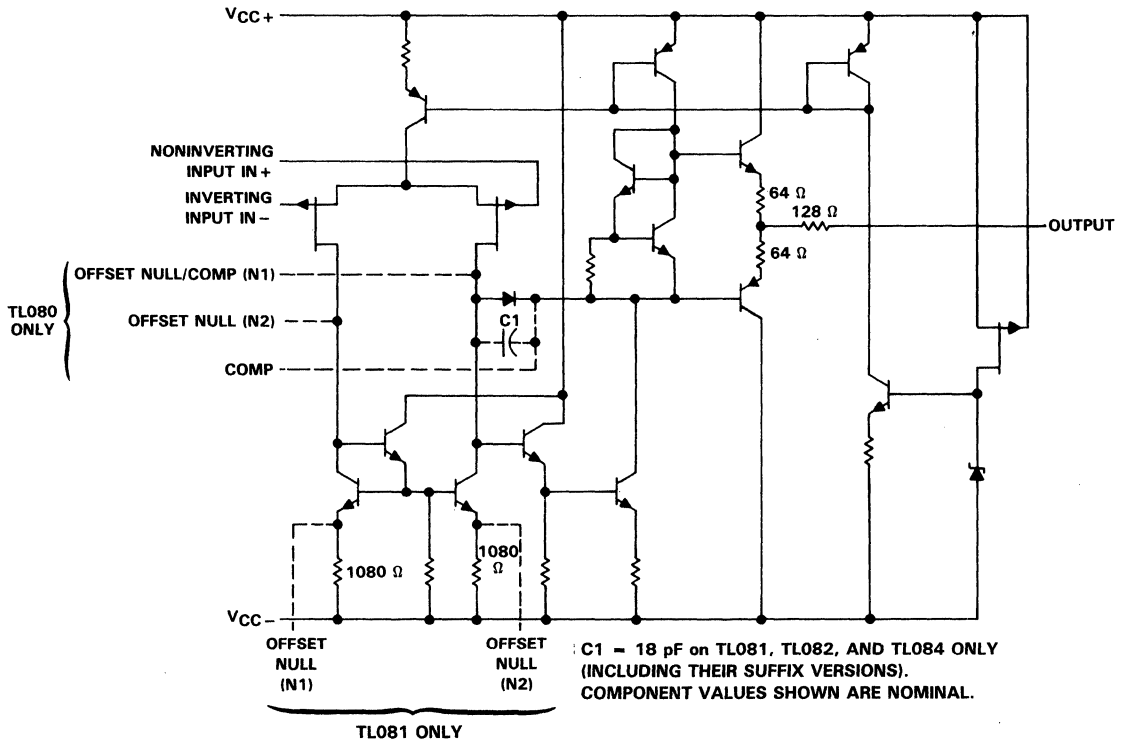 VCC+
NONINVERTING
INPUT IN+
INVERTING
INPUT IN−
64 Ω
128 Ω
OUTPUT
64 Ω
TL080
ONLY
OFFSET NULL/COMP (N1)
OFFSET NULL (N2)
C1
COMP
1080 Ω
1080
Ω
VCC−
OFFSET
NULL
(N1)
OFFSET
NULL
(N2)
TL081 ONLY
C1 = 18 pF on TL081, TL082, AND TL084 ONLY
(INCLUDING THEIR SUFFIX VERSIONS).
COMPONENT VALUES SHOWN ARE NOMINAL.